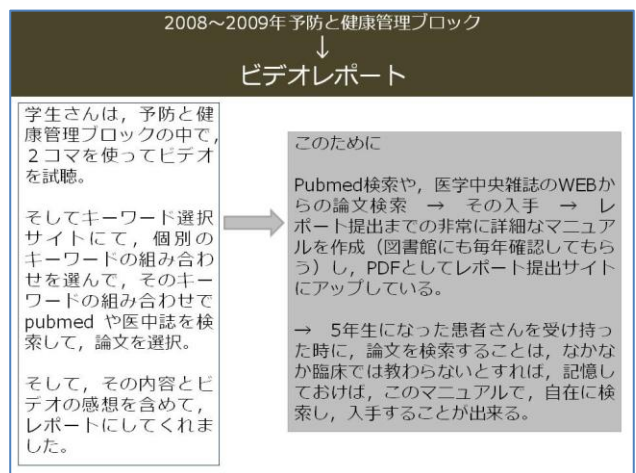 2008～2009年予防と健康管理ブロック
↓
ビデオレポート
学生さんは，予防と健
康管理ブロックの中で，
２コマを使ってビデオ
を試聴。
そしてキーワード選択
サイトにて，個別の
キーワードの組み合わ
せを選んで，そのキー
ワードの組み合わせで
pubmed や医中誌を検
索して，論文を選択。
そして，その内容とビ
デオの感想を含めて，
レポートにしてくれま
した。
このために
Pubmed検索や，医学中央雑誌のWEBか
らの論文検索　→　その入手　→　レ
ポート提出までの非常に詳細なマニュア
ルを作成（図書館にも毎年確認してもら
う）し，PDFとしてレポート提出サイト
にアップしている。
→　5年生になった患者さんを受け持っ
た時に，論文を検索することは，なかな
か臨床では教わらないとすれば，記憶し
ておけば，このマニュアルで，自在に検
索し，入手することが出来る。